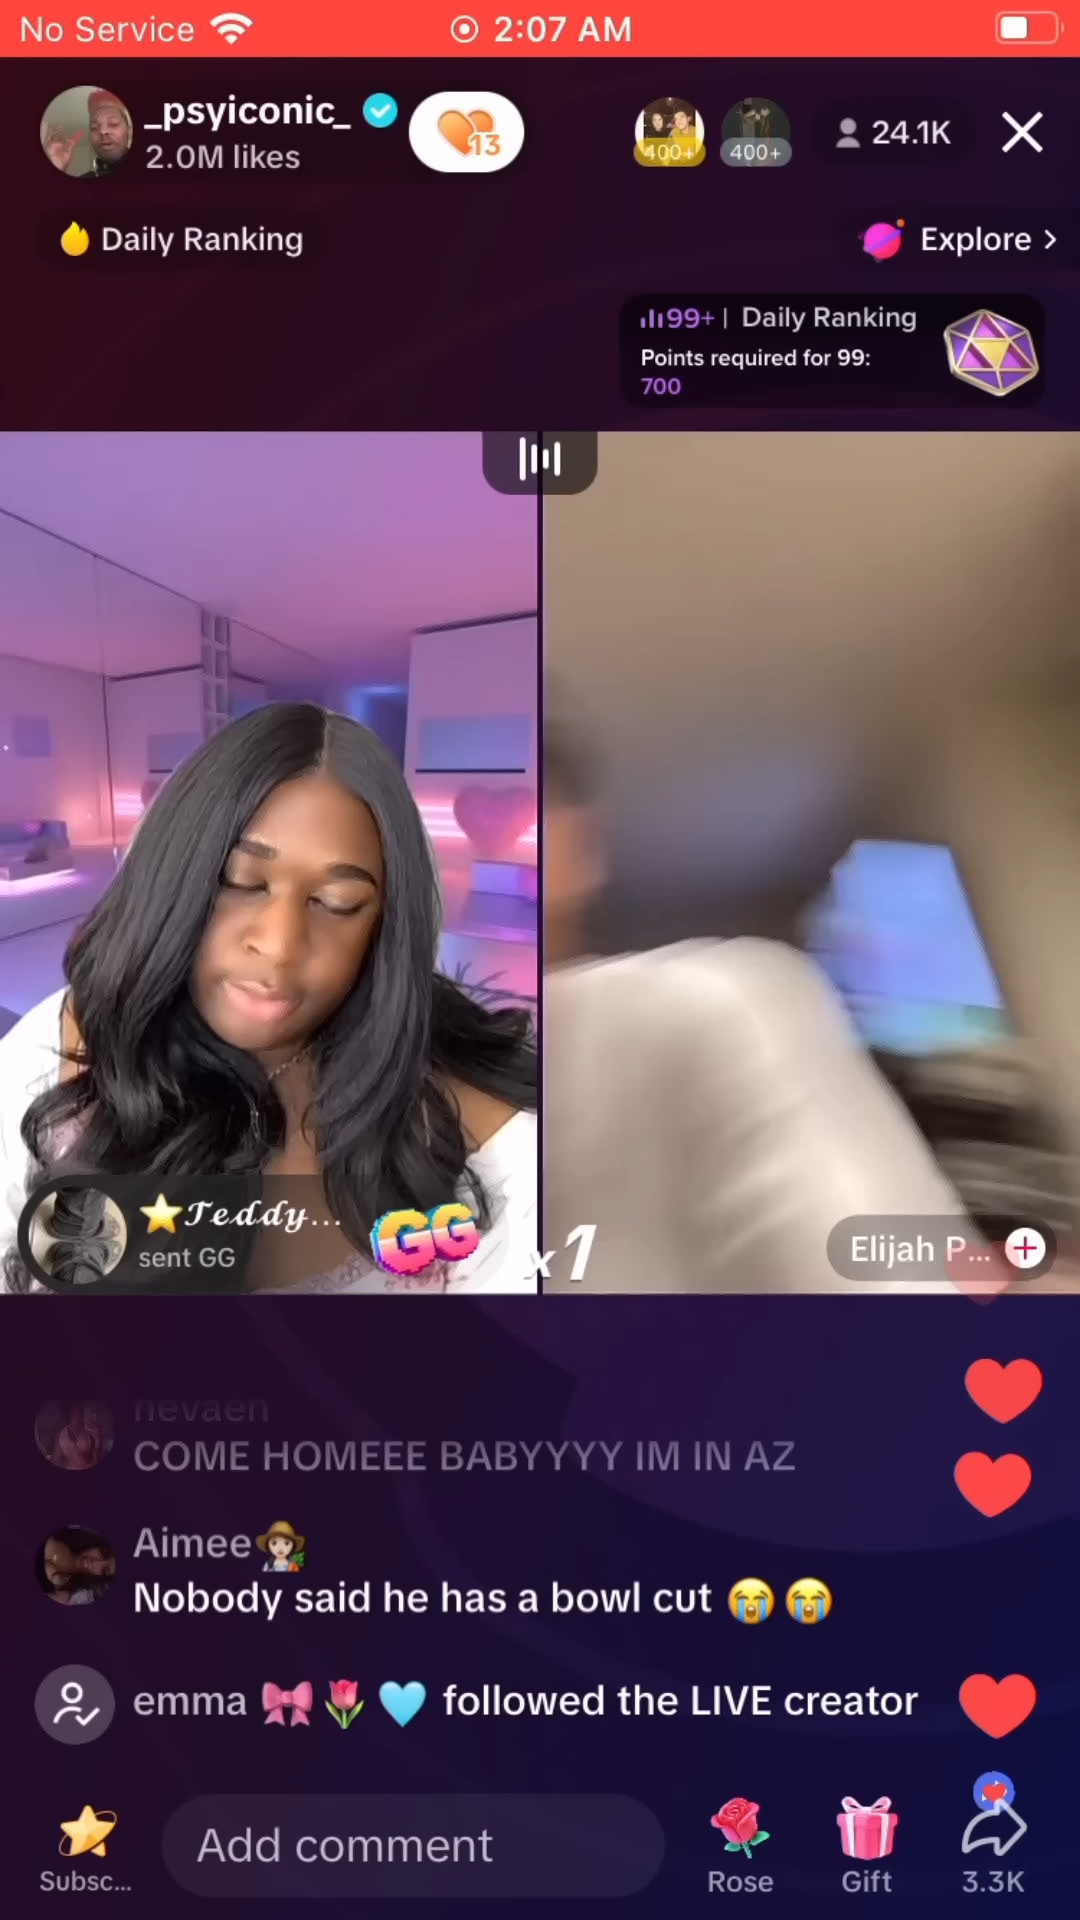 No Service
2:07 AM
_psyiconic_
2.0M likes
13
400+
400+
24.1K
Daily Ranking
Explore
99+ | Daily Ranking
Points required for 99:
700
⭐Teddy...
sent GG
GG
x1
Elijah P...
nevaeh
COME HOMEEE BABYYYY IM IN AZ
Aimee👩🏻‍🌾
Nobody said he has a bowl cut 😭😭
emma 🎀🌷🩵 followed the LIVE creator
Subsc...
Add comment
Rose
Gift
3.3K